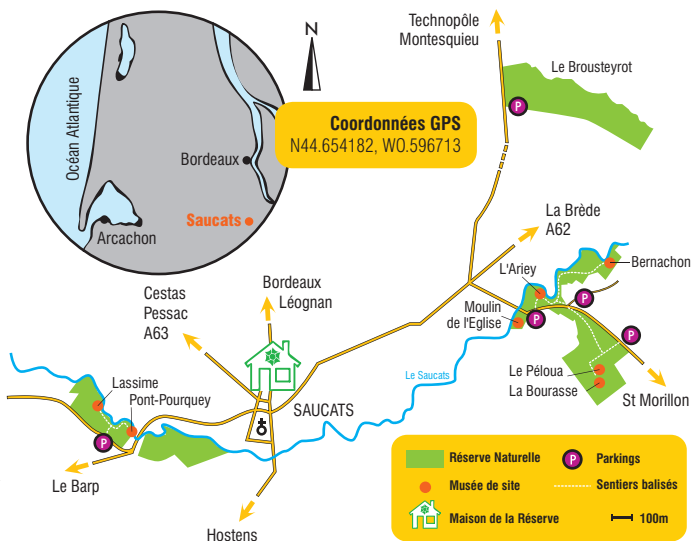 Technopôle
Montesquieu
Le Brousteyrot
N
P
Océan Atlantique
Coordonnées GPS
N44.654182, WO.596713
Bordeaux
Saucats
Arcachon
La Brède
A62
L'Ariey
Bernachon
Bordeaux
Léognan
Cestas
Pessac
A63
Moulin
de l'Eglise
P
P
P
Le Saucats
Lassime
Pont-Pourquey
SAUCATS
Le Péloua
La Bourasse
St Morillon
P
Le Barp
Hostens
Réserve Naturelle
P Parkings
Musée de site
Sentiers balisés
Maison de la Réserve
100m